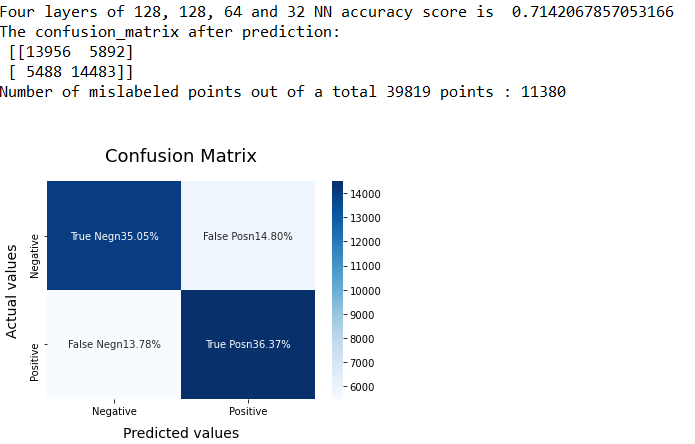 Four layers of 128, 128, 64 and 32 NN accuracy score is  0.7142067857053166
The confusion_matrix after prediction:
 [[13956  5892]
 [ 5488 14483]]
Number of mislabeled points out of a total 39819 points : 11380
Confusion Matrix
Actual values
Negative
Positive
True Negn35.05%
False Posn14.80%
False Negn13.78%
True Posn36.37%
Negative
Positive
Predicted values
14000
13000
12000
11000
10000
9000
8000
7000
6000